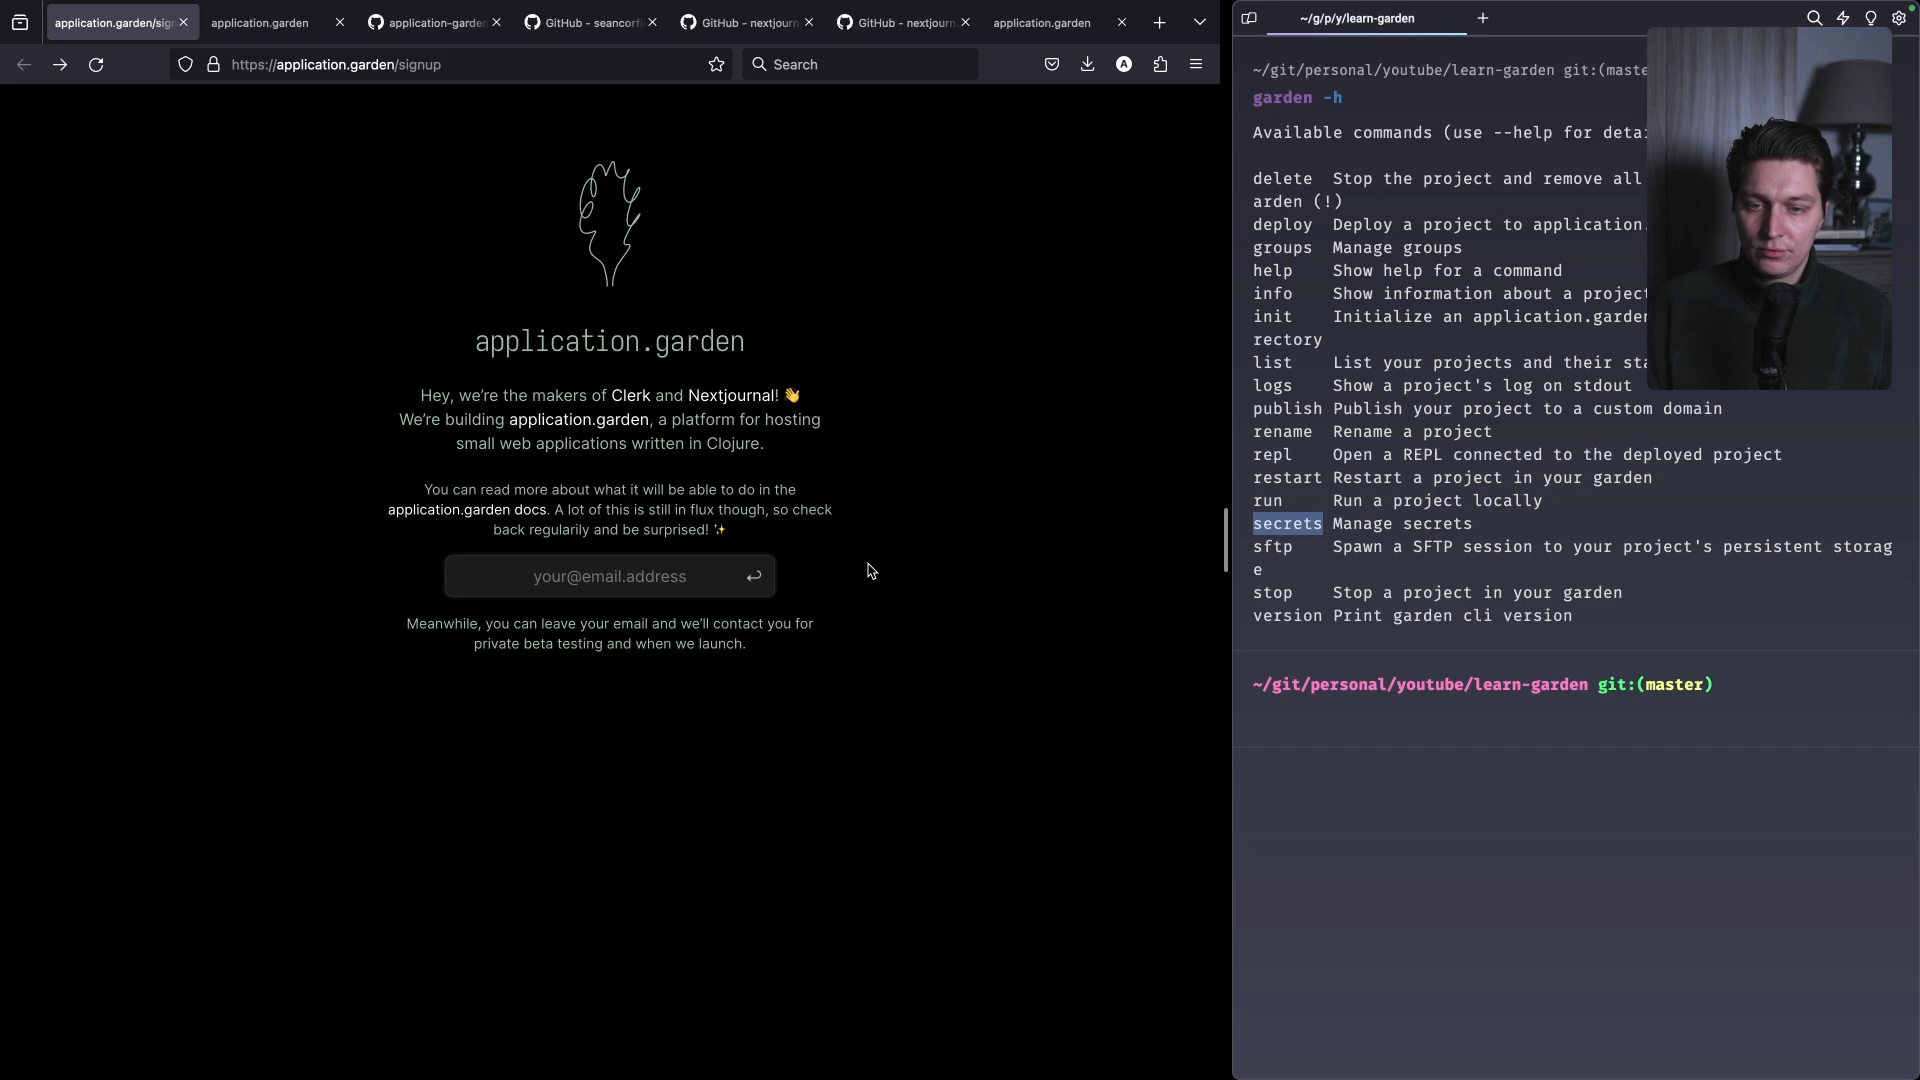 application.garden/sig
application.garden
application-garden
GitHub - seancorfi
GitHub - nextjourn
GitHub - nextjourn
application.garden
https://application.garden/signup
Search
application.garden
Hey, we're the makers of Clerk and Nextjournal! 👋
We're building application.garden, a platform for hosting
small web applications written in Clojure.
You can read more about what it will be able to do in the
application.garden docs. A lot of this is still in flux though, so check
back regularily and be surprised! ✨
your@email.address
Meanwhile, you can leave your email and we'll contact you for
private beta testing and when we launch.
~/g/p/y/learn-garden
~/git/personal/youtube/learn-garden git:(maste
garden -h
Available commands (use --help for detai
delete Stop the project and remove all
arden (!)
deploy Deploy a project to application.
groups Manage groups
help Show help for a command
info Show information about a project
init Initialize an application.garden
rectory
list List your projects and their sta
logs Show a project's log on stdout
publish Publish your project to a custom domain
rename Rename a project
repl Open a REPL connected to the deployed project
restart Restart a project in your garden
run Run a project locally
secrets Manage secrets
sftp Spawn a SFTP session to your project's persistent storag
e
stop Stop a project in your garden
version Print garden cli version
~/git/personal/youtube/learn-garden git:(master)